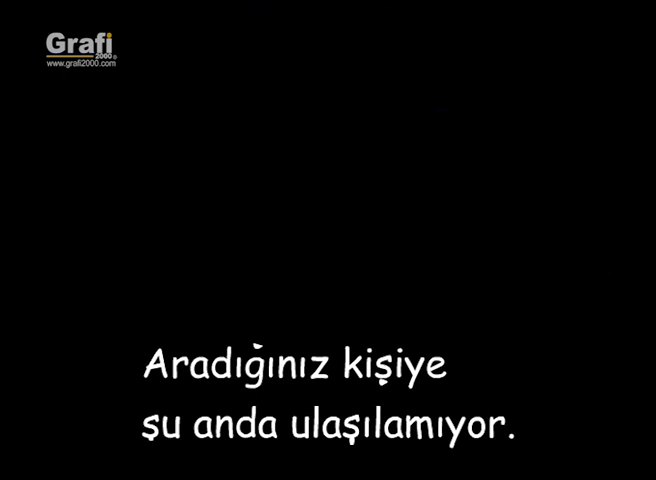 Grafi
2000®
www.grafi2000.com
Aradığınız kişiye
şu anda ulaşılamıyor.